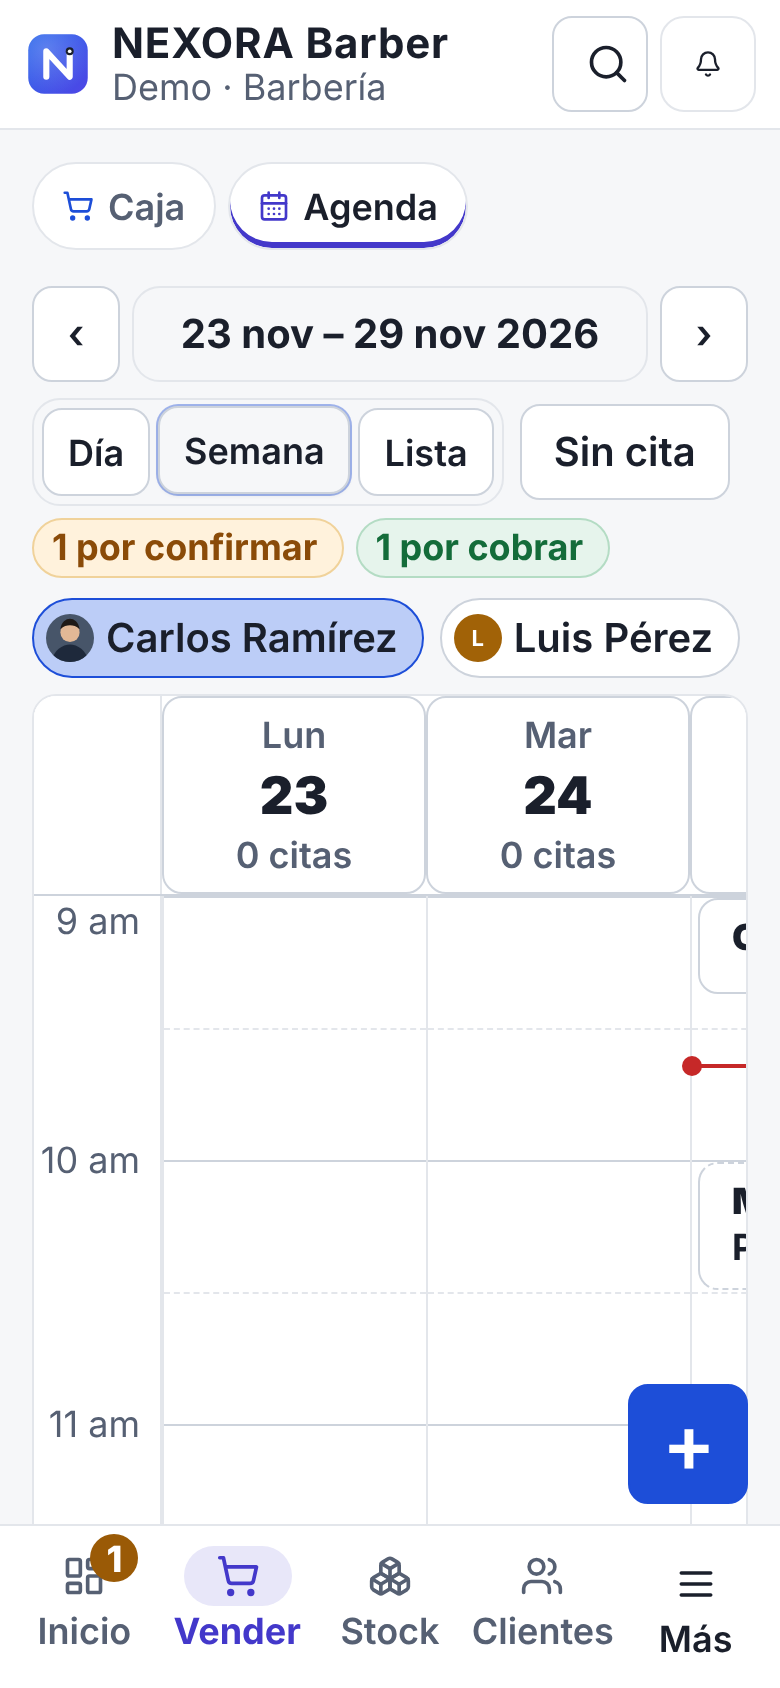 NEXORA Barber
Demo · Barbería
Caja
Agenda
‹
23 nov – 29 nov 2026
›
Día
Semana
Lista
Sin cita
1 por confirmar
1 por cobrar
Carlos Ramírez
L
Luis Pérez
Lun
23
0 citas
Mar
24
0 citas
9 am
10 am
11 am
+
1
Inicio
Vender
Stock
Clientes
Más